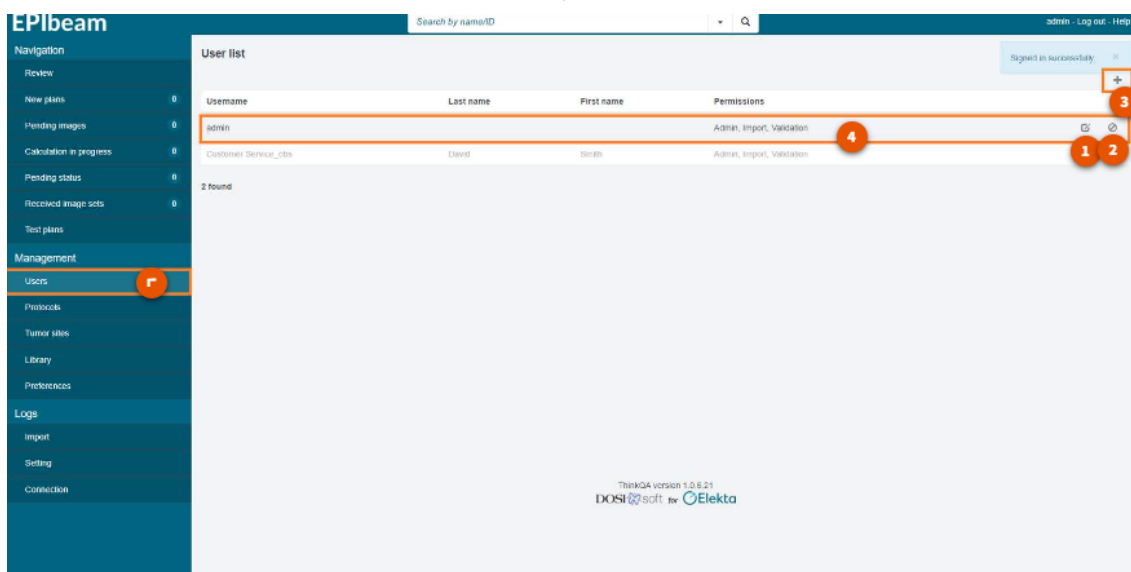 EPIbeam
Search by name/ID
admin - Log out - Help
Navigation
Review
New plans 0
Pending images 0
Calculation in progress 0
Pending status 0
Received image sets 0
Test plans
Management
Users
Protocols
Tumor sites
Library
Preferences
Logs
Import
Setting
Connection
User list
Signed in successfully ×
+
3
Username Last name First name Permissions
admin Admin, Import, Validation
4
1 2
Customer Service_cbs David Smith Admin, Import, Validation
2 found
ThinkQA version 1.0.6.21
DOSIsoft for Elekta